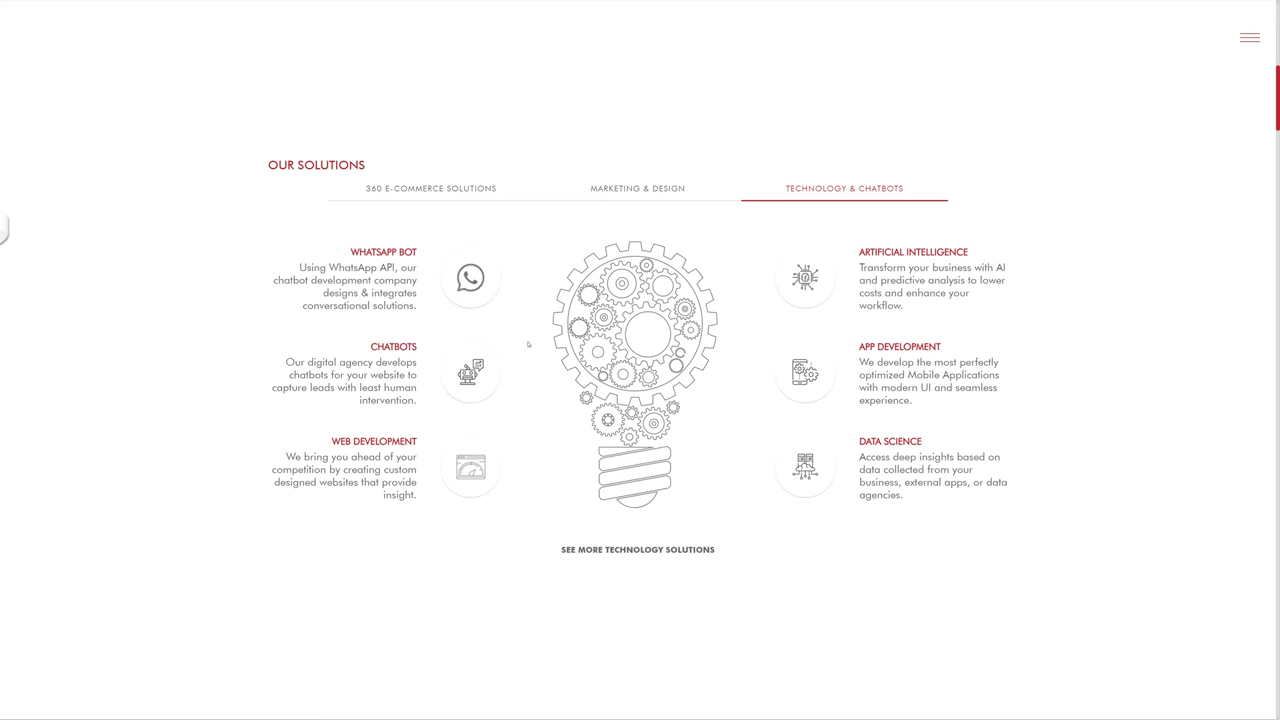 OUR SOLUTIONS
360 E-COMMERCE SOLUTIONS
MARKETING & DESIGN
TECHNOLOGY & CHATBOTS
WHATSAPP BOT
Using WhatsApp API, our
chatbot development company
designs & integrates
conversational solutions.
CHATBOTS
Our digital agency develops
chatbots for your website to
capture leads with least human
intervention.
WEB DEVELOPMENT
We bring you ahead of your
competition by creating custom
designed websites that provide
insight.
ARTIFICIAL INTELLIGENCE
Transform your business with AI
and predictive analysis to lower
costs and enhance your
workflow.
APP DEVELOPMENT
We develop the most perfectly
optimized Mobile Applications
with modern UI and seamless
experience.
DATA SCIENCE
Access deep insights based on
data collected from your
business, external apps, or data
agencies.
SEE MORE TECHNOLOGY SOLUTIONS